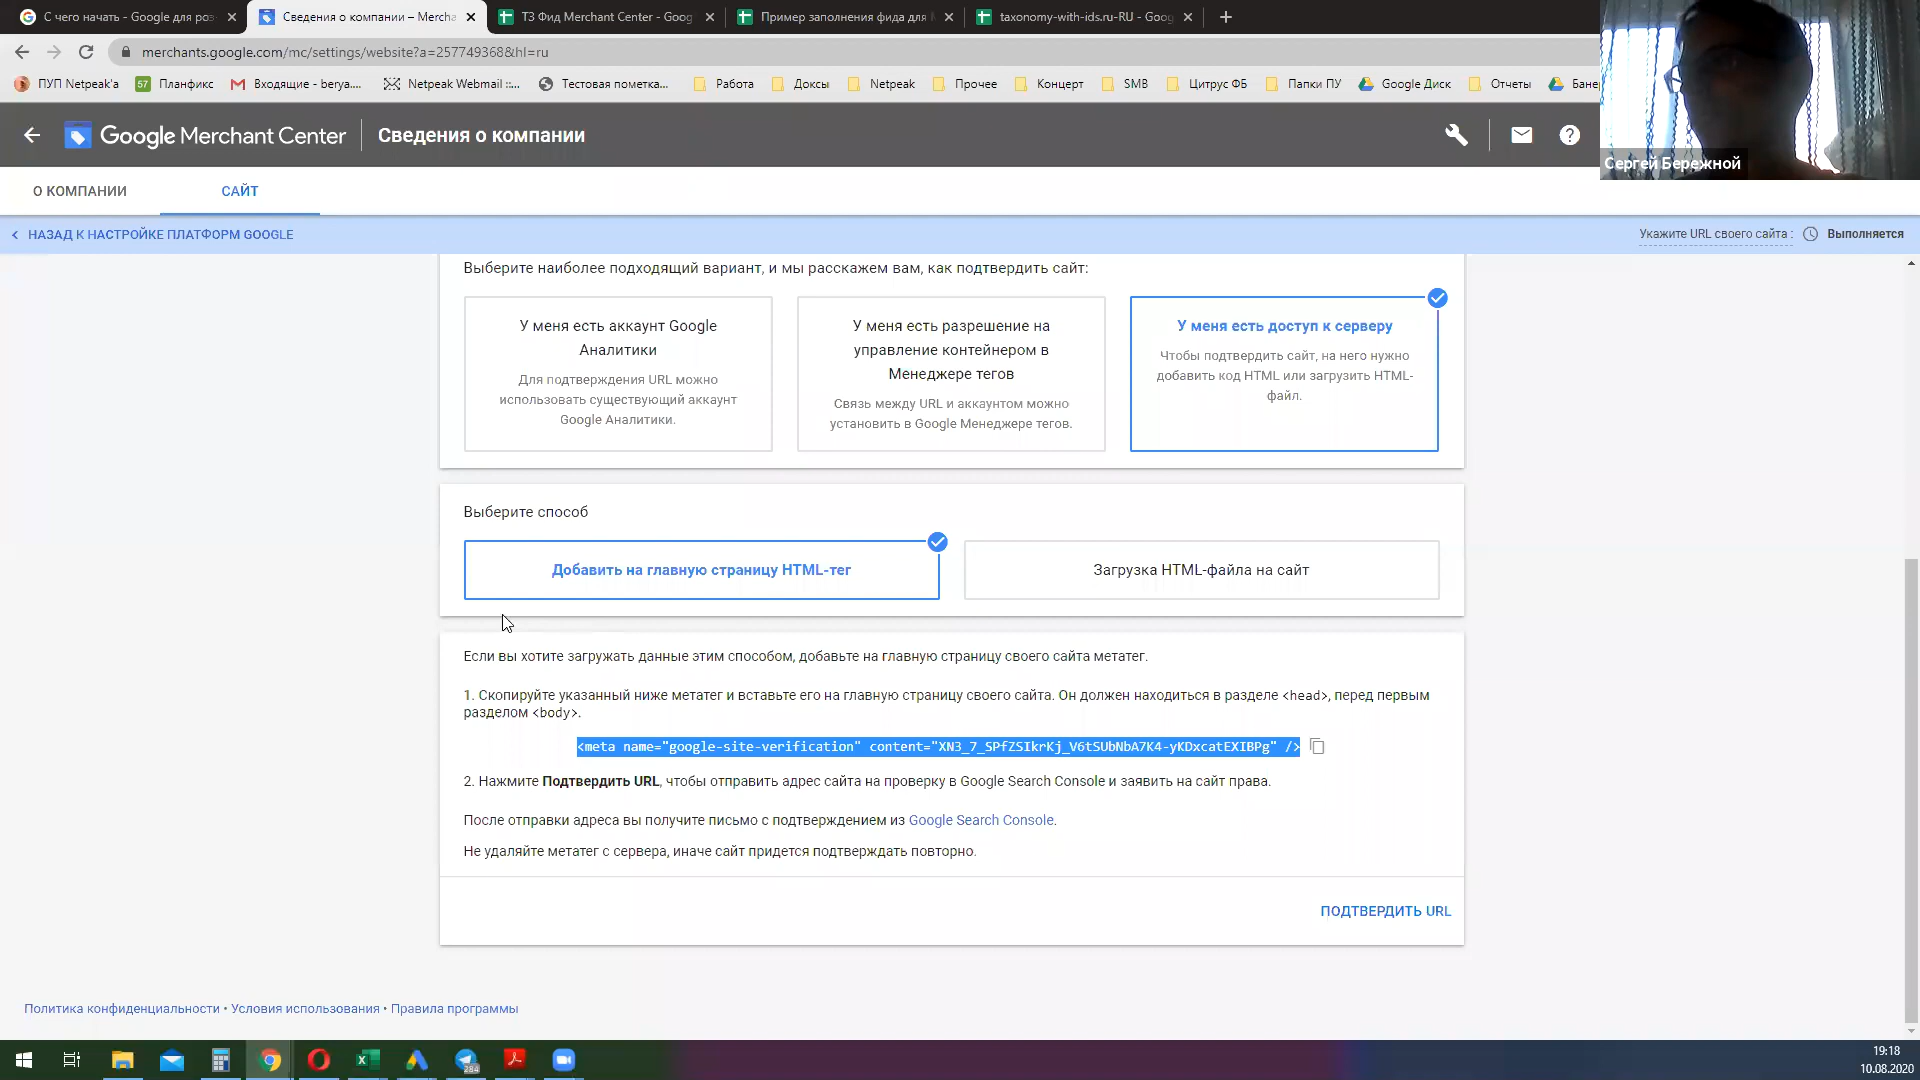 С чего начать - Google для роз
Сведения о компании – Mercha
ТЗ Фид Merchant Center - Goog
Пример заполнения фида для
taxonomy-with-ids.ru-RU - Goog
merchants.google.com/mc/settings/website?a=257749368&hl=ru
ПУП Netpeak'a
57
Планфикс
Входящие - berya....
Netpeak Webmail ::...
Тестовая пометка...
Работа
Доксы
Netpeak
Прочее
Концерт
SMB
Цитрус ФБ
Папки ПУ
Google Диск
Отчеты
Бане
Google Merchant Center
Сведения о компании
Сергей Бережной
О КОМПАНИИ
САЙТ
НАЗАД К НАСТРОЙКЕ ПЛАТФОРМ GOOGLE
Укажите URL своего сайта :
Выполняется
Выберите наиболее подходящий вариант, и мы расскажем вам, как подтвердить сайт:
У меня есть аккаунт Google
Аналитики
Для подтверждения URL можно
использовать существующий аккаунт
Google Аналитики.
У меня есть разрешение на
управление контейнером в
Менеджере тегов
Связь между URL и аккаунтом можно
установить в Google Менеджере тегов.
У меня есть доступ к серверу
Чтобы подтвердить сайт, на него нужно
добавить код HTML или загрузить HTML-
файл.
Выберите способ
Добавить на главную страницу HTML-тег
Загрузка HTML-файла на сайт
Если вы хотите загружать данные этим способом, добавьте на главную страницу своего сайта метатег.
1. Скопируйте указанный ниже метатег и вставьте его на главную страницу своего сайта. Он должен находиться в разделе <head>, перед первым
разделом <body>.
<meta name="google-site-verification" content="XN3_7_SPfZSIkrKj_V6tSUbNbA7K4-yKDxcatEXIBPg" />
2. Нажмите Подтвердить URL, чтобы отправить адрес сайта на проверку в Google Search Console и заявить на сайт права.
После отправки адреса вы получите письмо с подтверждением из Google Search Console.
Не удаляйте метатег с сервера, иначе сайт придется подтверждать повторно.
ПОДТВЕРДИТЬ URL
Политика конфиденциальности • Условия использования • Правила программы
284
19:18
10.08.2020